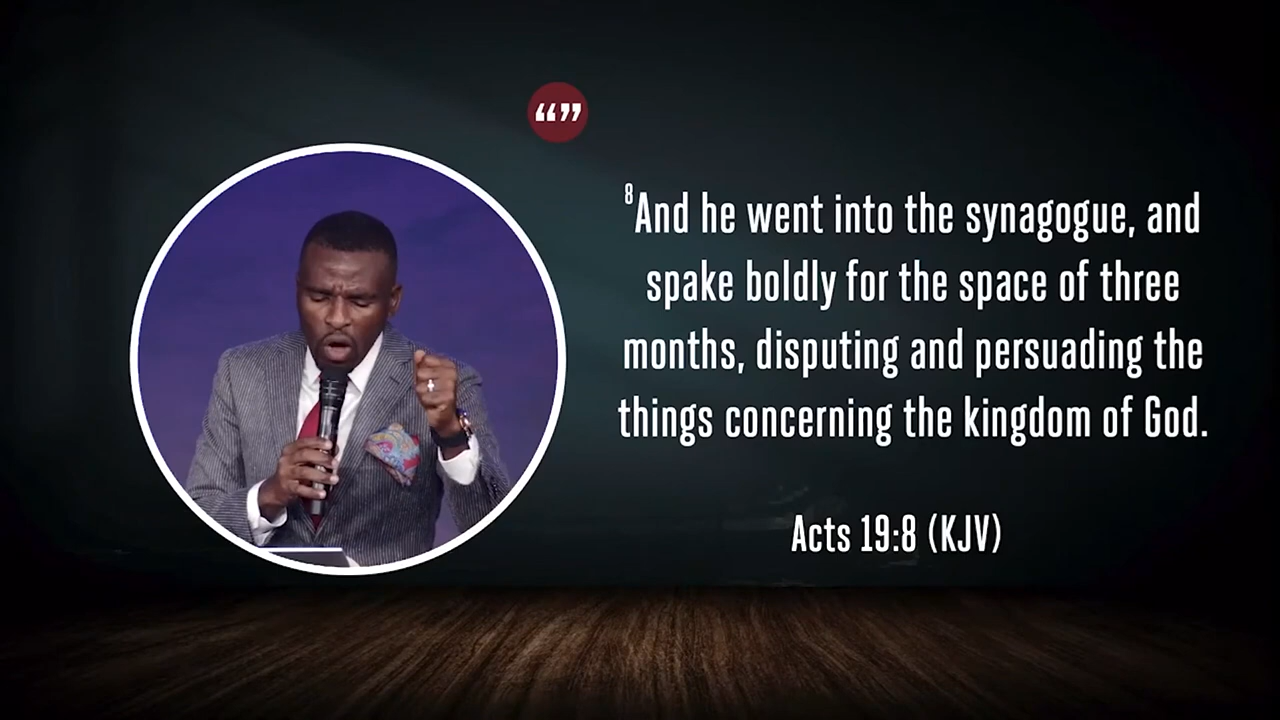 “”
⁸And he went into the synagogue, and
spake boldly for the space of three
months, disputing and persuading the
things concerning the kingdom of God.
Acts 19:8 (KJV)